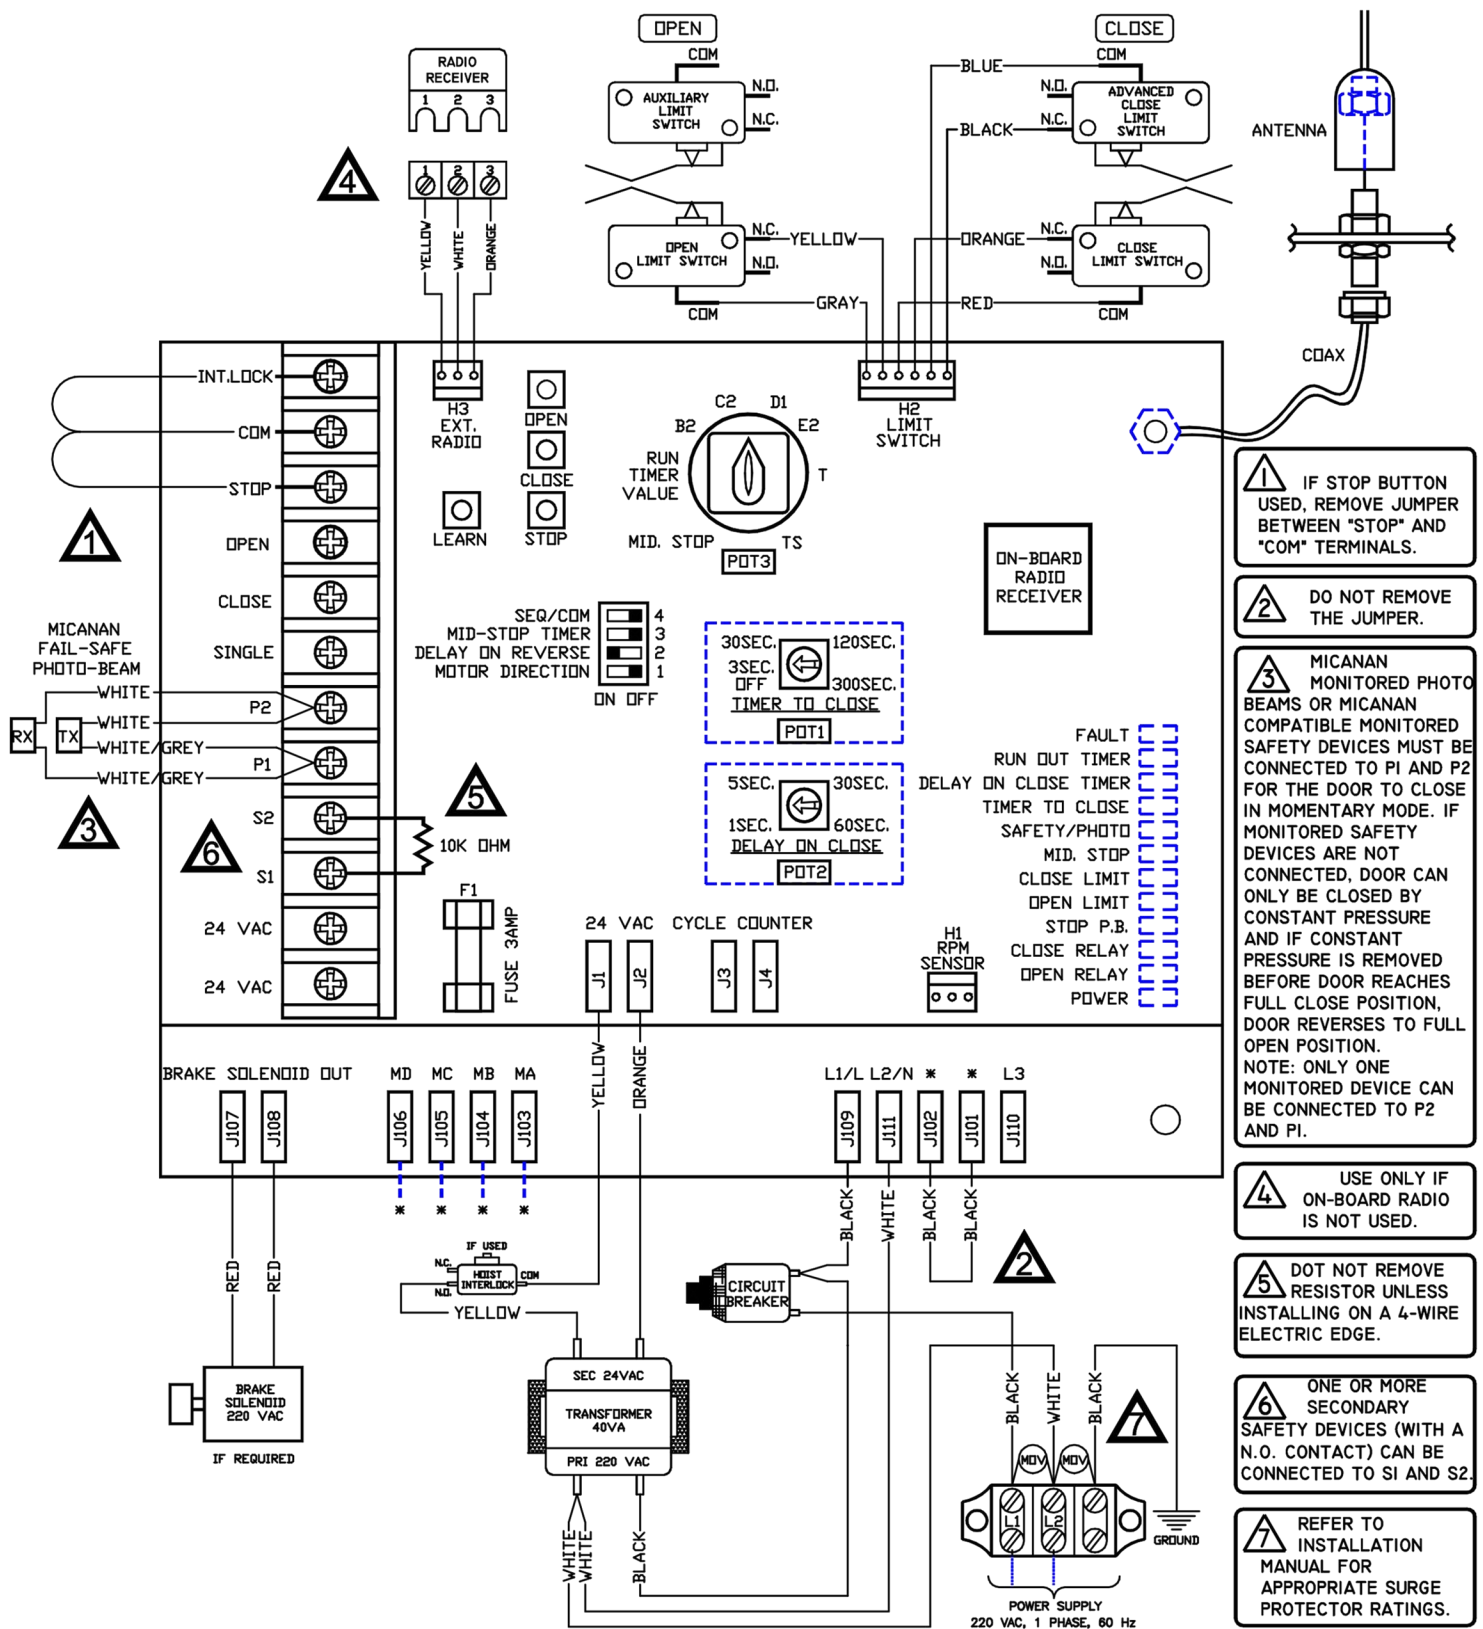 OPEN
CLOSE
RADIO
RECEIVER
1 2 3
1 2 3
YELLOW
WHITE
ORANGE
4
COM
AUXILIARY
LIMIT
SWITCH
N.O.
N.C.
OPEN
LIMIT SWITCH
N.C.
N.O.
COM
YELLOW
GRAY
BLUE
BLACK
ORANGE
RED
COM
N.O.
N.C.
ADVANCED
CLOSE
LIMIT
SWITCH
N.C.
N.O.
CLOSE
LIMIT SWITCH
COM
ANTENNA
COAX
INT.LOCK
COM
STOP
OPEN
CLOSE
SINGLE
P2
P1
S2
S1
24 VAC
24 VAC
1
MICANAN
FAIL-SAFE
PHOTO-BEAM
WHITE
WHITE
WHITE/GREY
WHITE/GREY
RX
TX
3
6
5
10K OHM
H3
EXT.
RADIO
OPEN
CLOSE
LEARN
STOP
RUN
TIMER
VALUE
B2
C2
D1
E2
T
TS
MID. STOP
POT3
H2
LIMIT
SWITCH
ON-BOARD
RADIO
RECEIVER
SEQ/COM 4
MID-STOP TIMER 3
DELAY ON REVERSE 2
MOTOR DIRECTION 1
ON OFF
30SEC. 120SEC.
3SEC.
OFF 300SEC.
TIMER TO CLOSE
POT1
5SEC. 30SEC.
1SEC. 60SEC.
DELAY ON CLOSE
POT2
FAULT
RUN OUT TIMER
DELAY ON CLOSE TIMER
TIMER TO CLOSE
SAFETY/PHOTO
MID. STOP
CLOSE LIMIT
OPEN LIMIT
STOP P.B.
CLOSE RELAY
OPEN RELAY
POWER
F1
FUSE 3AMP
24 VAC
J1
J2
CYCLE COUNTER
J3
J4
H1
RPM
SENSOR
BRAKE SOLENOID OUT
J107
J108
MD MC MB MA
J106
J105
J104
J103
* * * *
YELLOW
ORANGE
L1/L L2/N * * L3
J109
J111
J102
J101
J110
BLACK
WHITE
BLACK
BLACK
2
RED
RED
BRAKE
SOLENOID
220 VAC
IF REQUIRED
IF USED
N.C.
HOIST
INTERLOCK
COM
N.O.
YELLOW
CIRCUIT
BREAKER
SEC 24VAC
TRANSFORMER
40VA
PRI 220 VAC
WHITE
WHITE
BLACK
BLACK
WHITE
BLACK
7
MOV
MOV
L1
L2
GROUND
POWER SUPPLY
220 VAC, 1 PHASE, 60 Hz
1 IF STOP BUTTON
USED, REMOVE JUMPER
BETWEEN "STOP" AND
"COM" TERMINALS.
2 DO NOT REMOVE
THE JUMPER.
3 MICANAN
MONITORED PHOTO
BEAMS OR MICANAN
COMPATIBLE MONITORED
SAFETY DEVICES MUST BE
CONNECTED TO P1 AND P2
FOR THE DOOR TO CLOSE
IN MOMENTARY MODE. IF
MONITORED SAFETY
DEVICES ARE NOT
CONNECTED, DOOR CAN
ONLY BE CLOSED BY
CONSTANT PRESSURE
AND IF CONSTANT
PRESSURE IS REMOVED
BEFORE DOOR REACHES
FULL CLOSE POSITION,
DOOR REVERSES TO FULL
OPEN POSITION.
NOTE: ONLY ONE
MONITORED DEVICE CAN
BE CONNECTED TO P2
AND P1.
4 USE ONLY IF
ON-BOARD RADIO
IS NOT USED.
5 DOT NOT REMOVE
RESISTOR UNLESS
INSTALLING ON A 4-WIRE
ELECTRIC EDGE.
6 ONE OR MORE
SECONDARY
SAFETY DEVICES (WITH A
N.O. CONTACT) CAN BE
CONNECTED TO S1 AND S2.
7 REFER TO
INSTALLATION
MANUAL FOR
APPROPRIATE SURGE
PROTECTOR RATINGS.